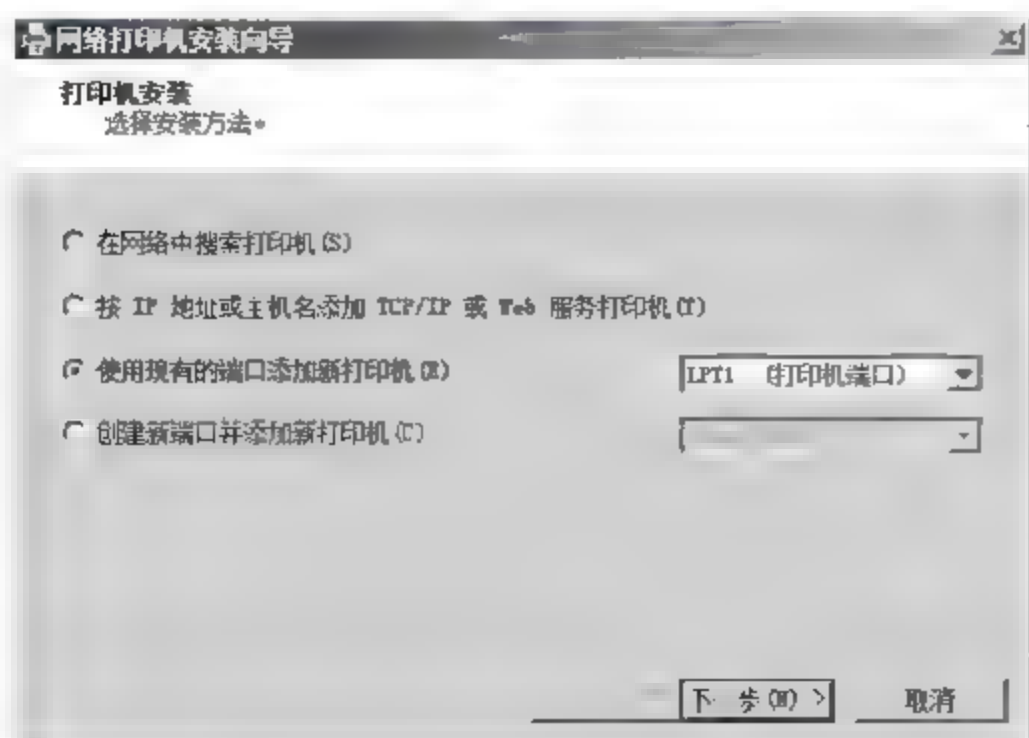 网络打印机安装向导
打印机安装
选择安装方法。
在网络中搜索打印机(S)
按 IP 地址或主机名添加 TCP/IP 或 Web 服务打印机(T)
使用现有的端口添加新打印机(E) LPT1 (打印机端口)
创建新端口并添加新打印机(C)
下一步(N) > 取消